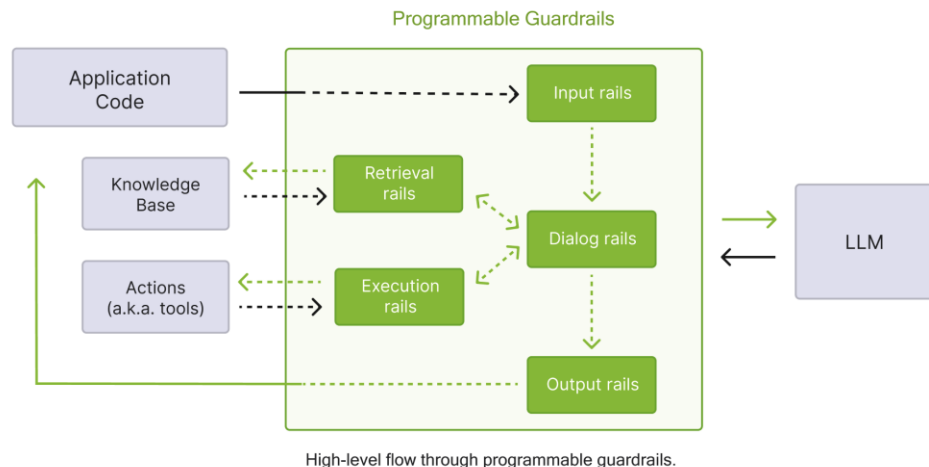 Programmable Guardrails
Application
Code
Input rails
Knowledge
Base
Retrieval
rails
Dialog rails
LLM
Actions
(a.k.a. tools)
Execution
rails
Output rails
High-level flow through programmable guardrails.